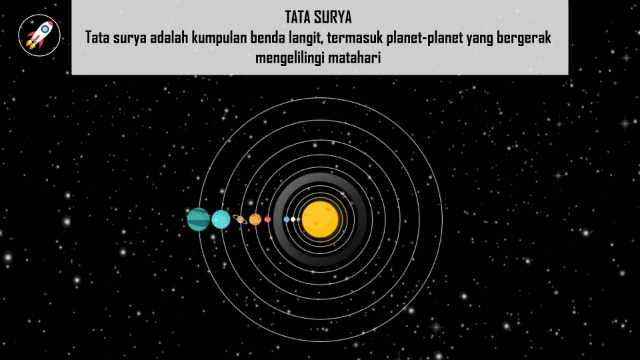 TATA SURYA
Tata surya adalah kumpulan benda langit, termasuk planet-planet yang bergerak
mengelilingi matahari